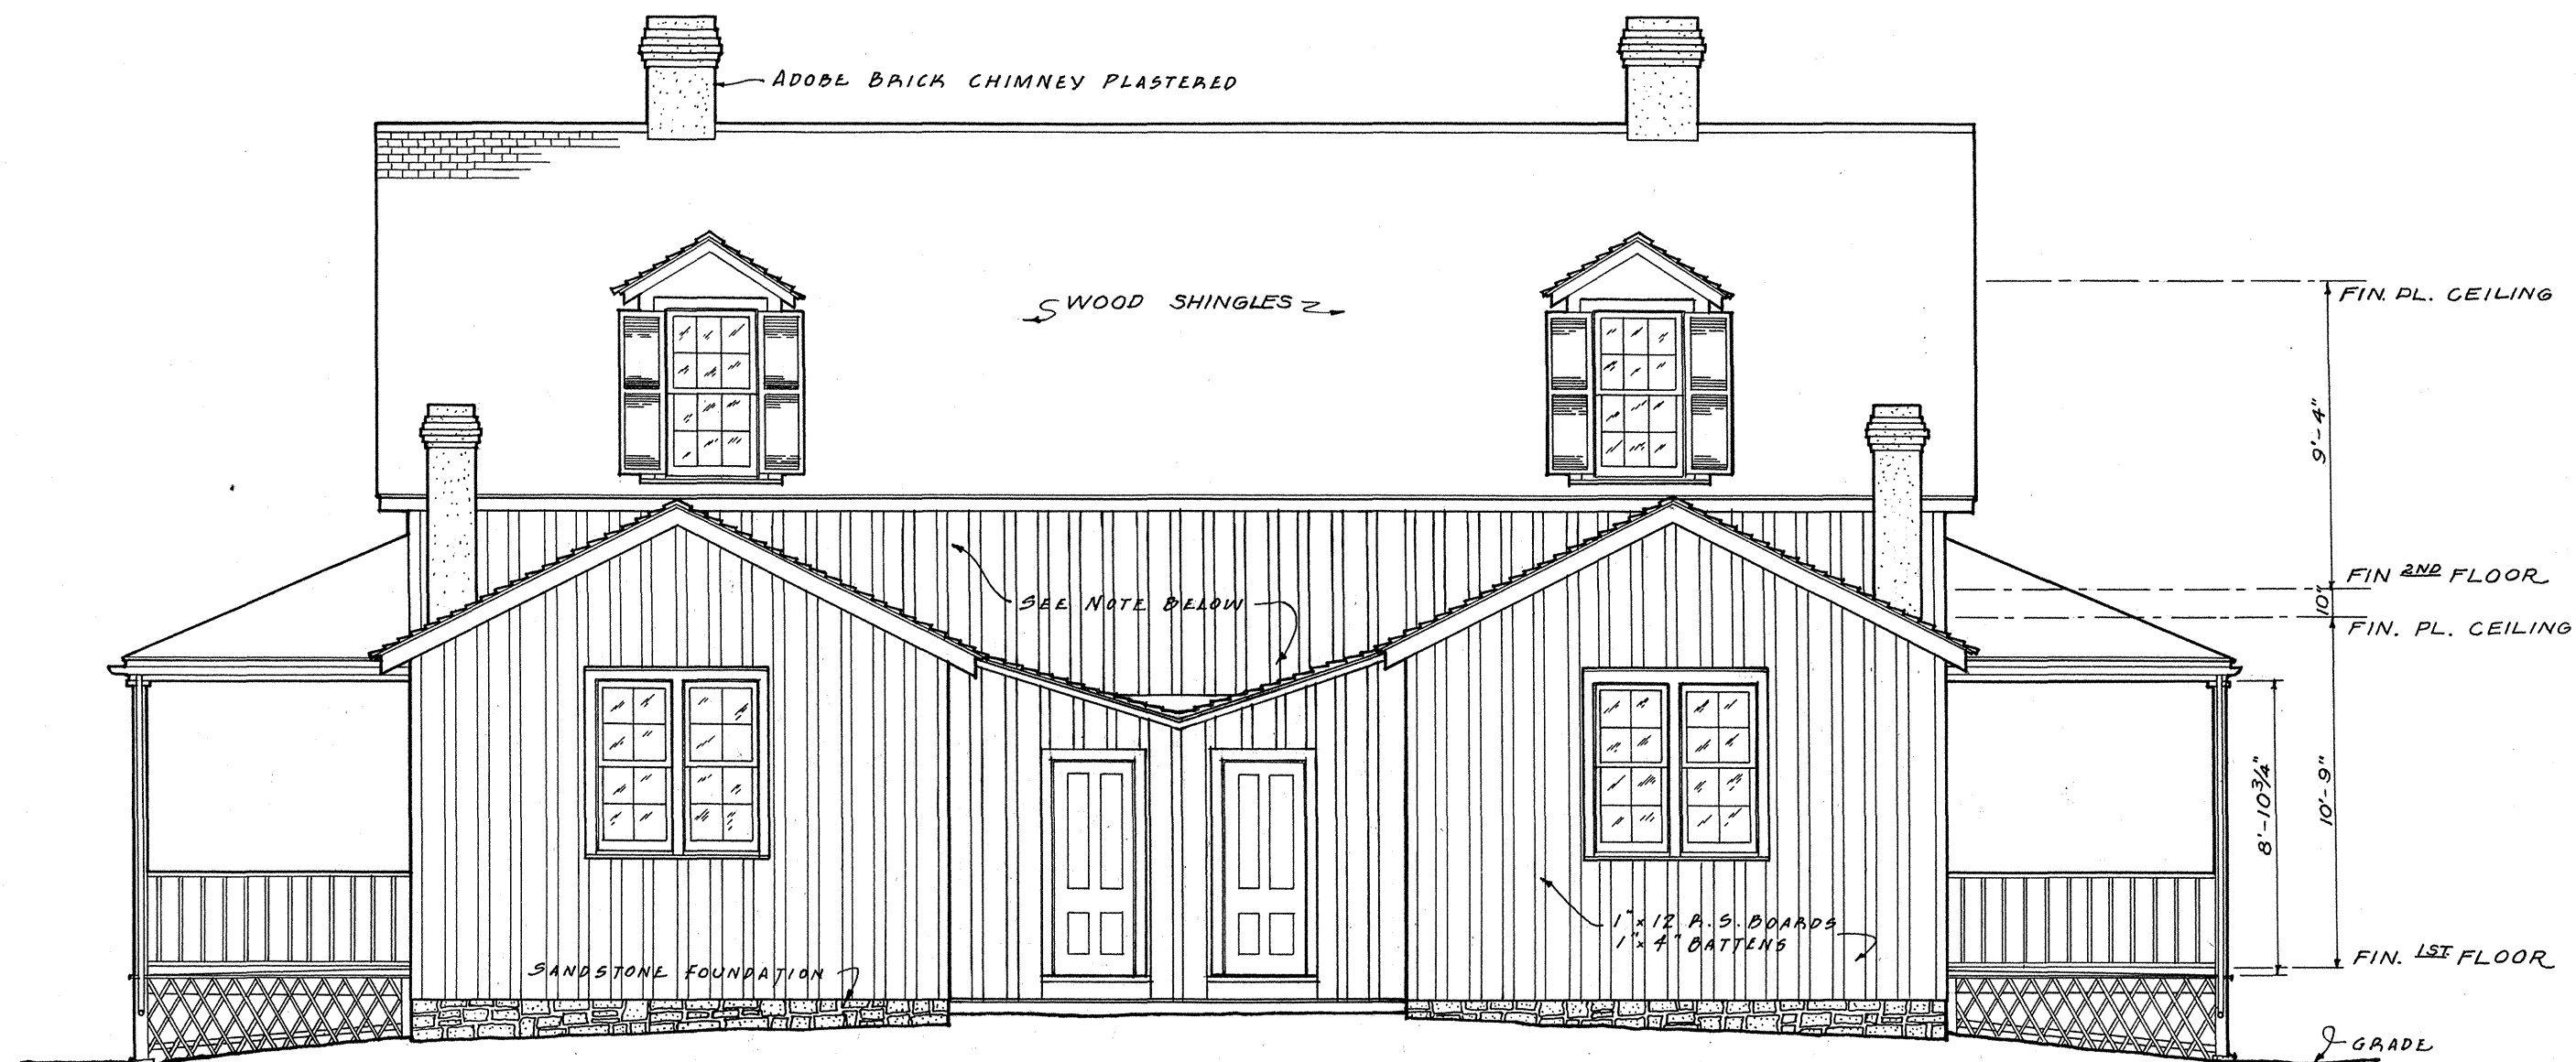 ADOBE BRICK CHIMNEY PLASTERED
WOOD SHINGLES
FIN. PL. CEILING
9'-4"
FIN 2ND FLOOR
10"
SEE NOTE BELOW
FIN. PL. CEILING
8'-10 3/4"
10'-9"
1" x 12 R.S. BOARDS
1" x 4" BATTENS
FIN. 1ST FLOOR
SANDSTONE FOUNDATION
GRADE